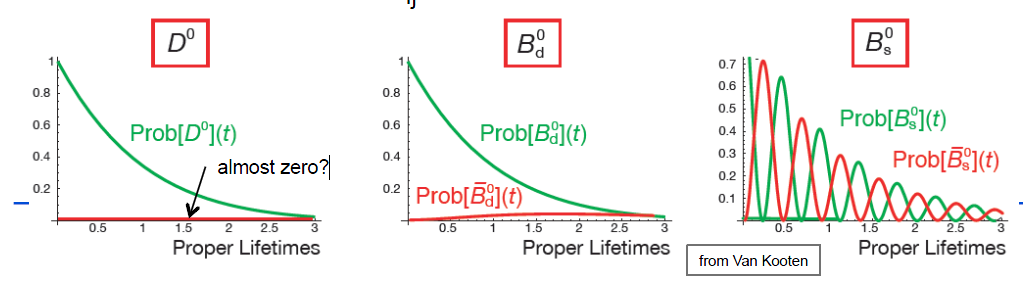 ij
D⁰
B⁰d
B⁰s
1
0.8
0.6
0.4
0.2
Prob[D⁰](t)
almost zero?
0.5 1 1.5 2 2.5 3
Proper Lifetimes
1
0.8
0.6
0.4
0.2
Prob[B⁰d](t)
Prob[B̄⁰d](t)
0.5 1 1.5 2 2.5 3
Proper Lifetimes
0.7
0.6
0.5
0.4
0.3
0.2
0.1
Prob[B⁰s](t)
Prob[B̄⁰s](t)
0.5 1 1.5 2 2.5 3
Proper Lifetimes
from Van Kooten